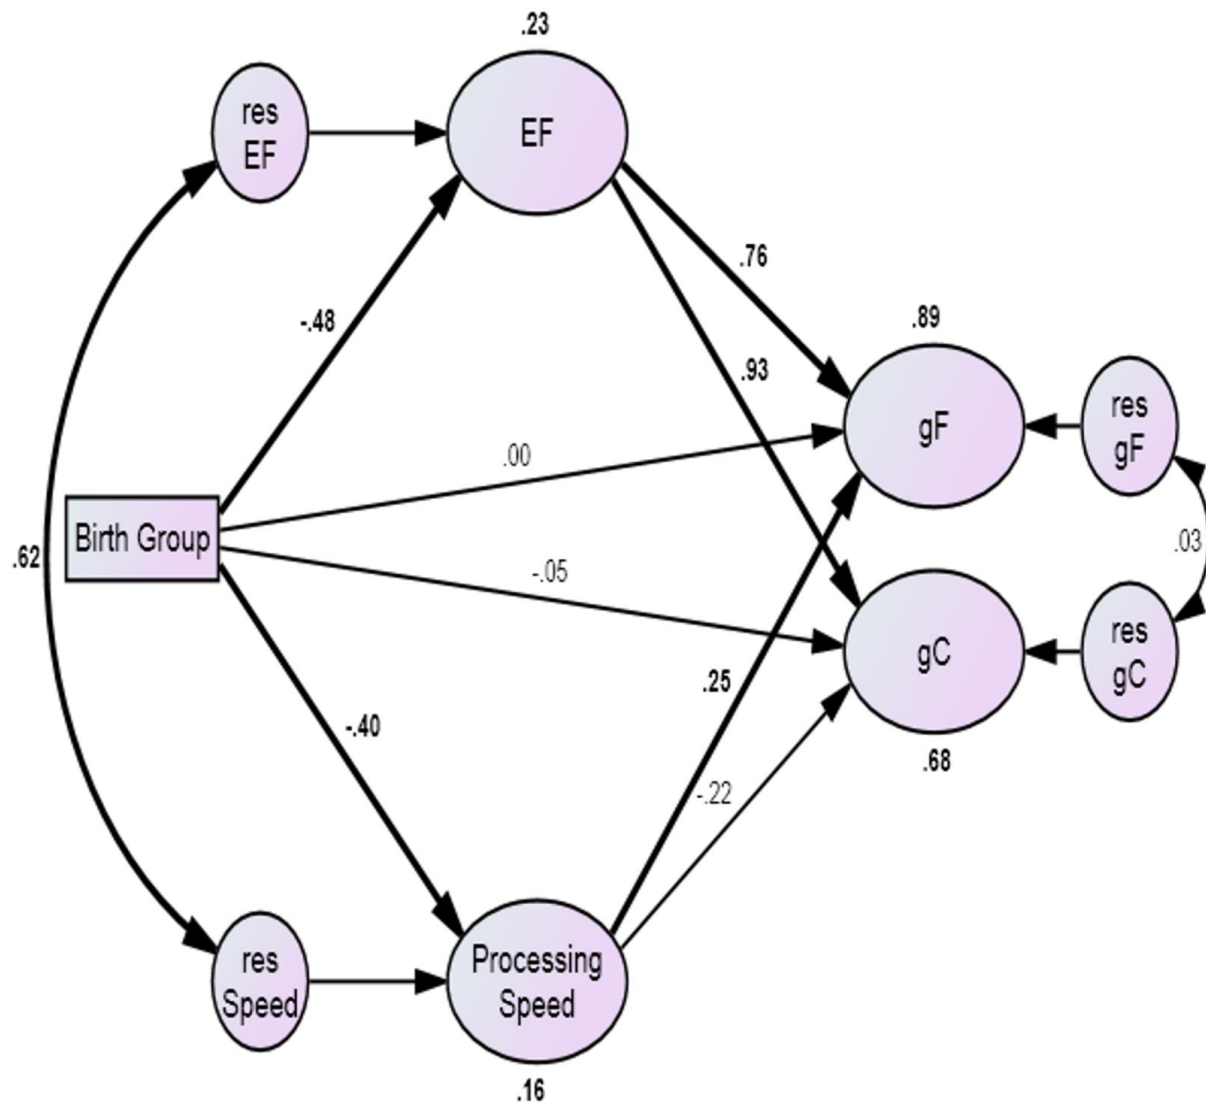 .23
res
EF
EF
.76
-.48
.89
.93
gF
res
gF
.00
Birth Group
.62
-.05
.03
gC
res
gC
.25
-.40
.68
-.22
res
Speed
Processing
Speed
.16